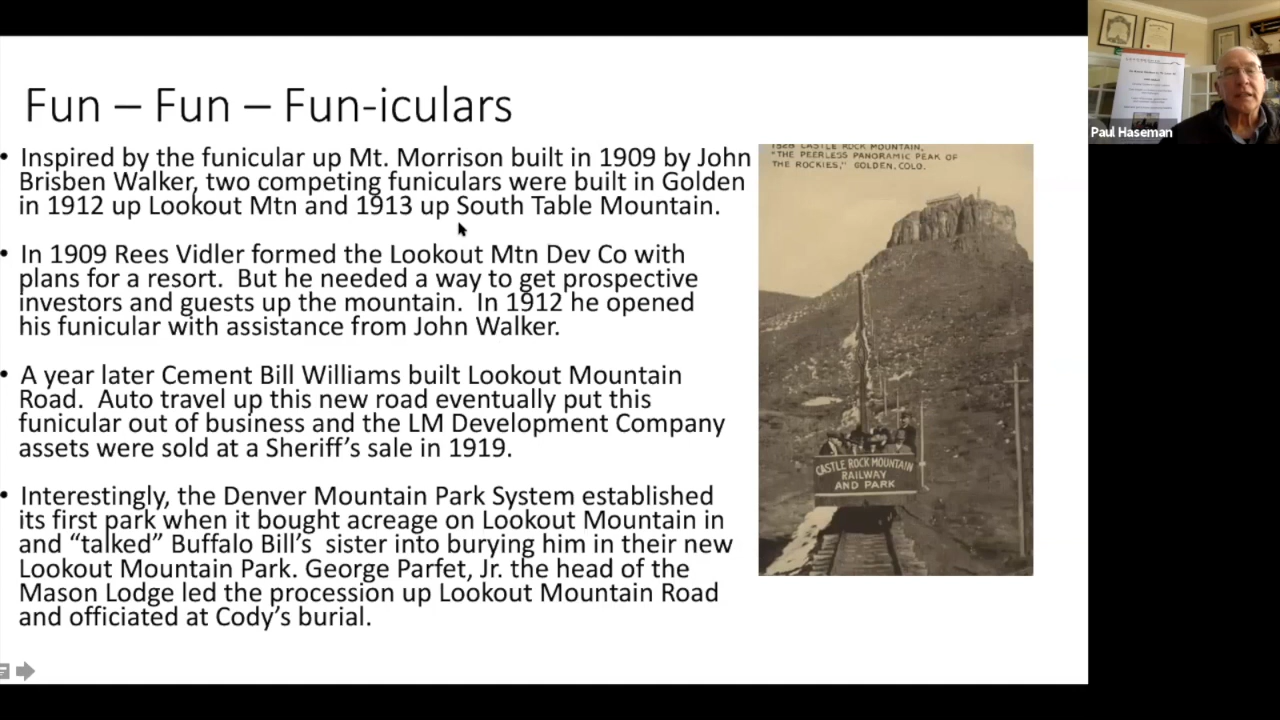 Fun – Fun – Fun-iculars
• Inspired by the funicular up Mt. Morrison built in 1909 by John
Brisben Walker, two competing funiculars were built in Golden
in 1912 up Lookout Mtn and 1913 up South Table Mountain.
• In 1909 Rees Vidler formed the Lookout Mtn Dev Co with
plans for a resort.  But he needed a way to get prospective
investors and guests up the mountain.  In 1912 he opened
his funicular with assistance from John Walker.
• A year later Cement Bill Williams built Lookout Mountain
Road.  Auto travel up this new road eventually put this
funicular out of business and the LM Development Company
assets were sold at a Sheriff’s sale in 1919.
• Interestingly, the Denver Mountain Park System established
its first park when it bought acreage on Lookout Mountain in
and “talked” Buffalo Bill’s  sister into burying him in their new
Lookout Mountain Park. George Parfet, Jr. the head of the
Mason Lodge led the procession up Lookout Mountain Road
and officiated at Cody’s burial.
CASTLE ROCK MOUNTAIN,
"THE PEERLESS PANORAMIC PEAK OF
THE ROCKIES," GOLDEN, COLO.
CASTLE ROCK MOUNTAIN
RAILWAY
AND PARK
Paul Haseman